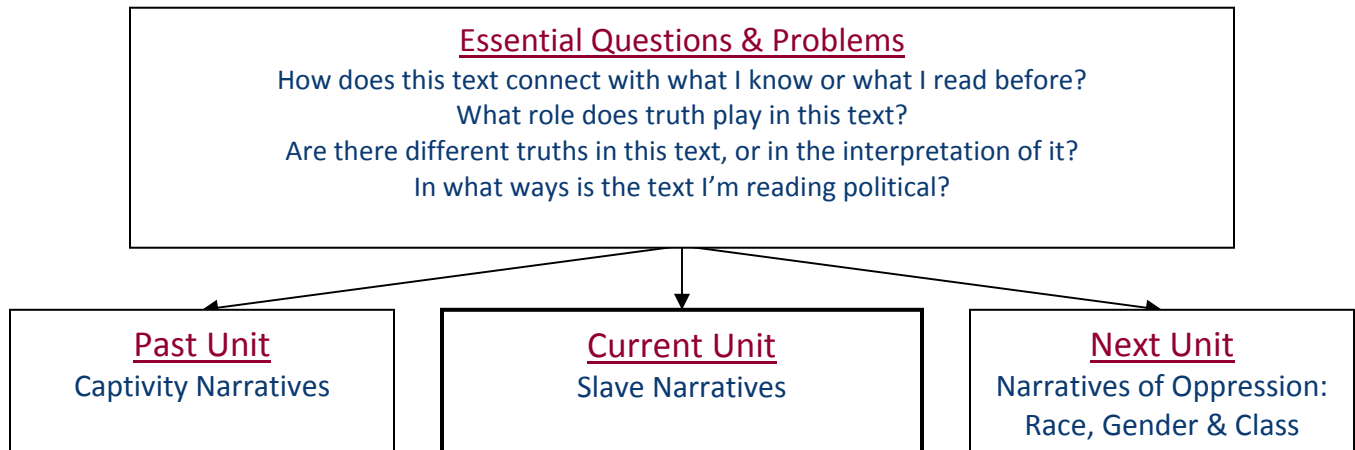 Essential Questions & Problems
How does this text connect with what I know or what I read before?
What role does truth play in this text?
Are there different truths in this text, or in the interpretation of it?
In what ways is the text I'm reading political?
Past Unit
Captivity Narratives
Current Unit
Slave Narratives
Next Unit
Narratives of Oppression:
Race, Gender & Class